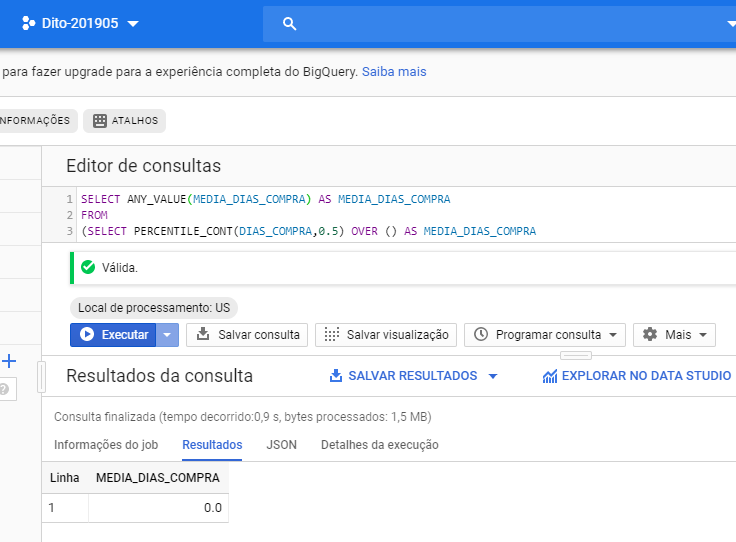 Dito-201905
para fazer upgrade para a experiência completa do BigQuery. Saiba mais
NFORMAÇÕES ATALHOS
Editor de consultas
1 SELECT ANY_VALUE(MEDIA_DIAS_COMPRA) AS MEDIA_DIAS_COMPRA
2 FROM
3 (SELECT PERCENTILE_CONT(DIAS_COMPRA,0.5) OVER () AS MEDIA_DIAS_COMPRA
Válida.
Local de processamento: US
Executar Salvar consulta Salvar visualização Programar consulta Mais
Resultados da consulta SALVAR RESULTADOS EXPLORAR NO DATA STUDIO
Consulta finalizada (tempo decorrido:0,9 s, bytes processados: 1,5 MB)
Informações do job Resultados JSON Detalhes da execução
Linha MEDIA_DIAS_COMPRA
1 0.0